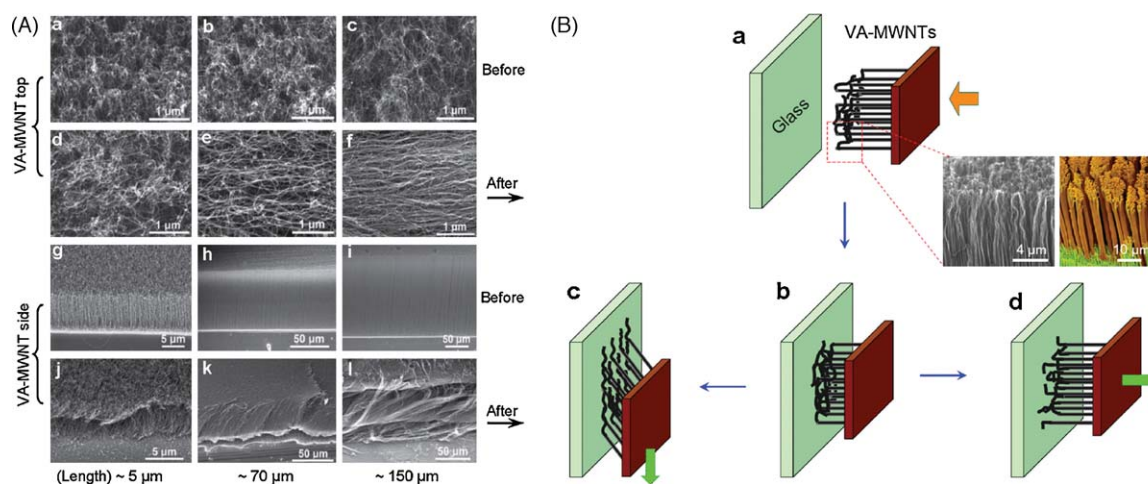 (A)
a
b
c
1 µm
1 µm
1 µm
Before
VA-MWNT top
d
e
f
1 µm
1 µm
1 µm
After
g
h
i
5 µm
50 µm
50 µm
Before
VA-MWNT side
j
k
l
5 µm
50 µm
50 µm
After
(Length) ~ 5 µm
~ 70 µm
~ 150 µm
(B)
a
VA-MWNTs
Glass
4 µm
10 µm
c
b
d